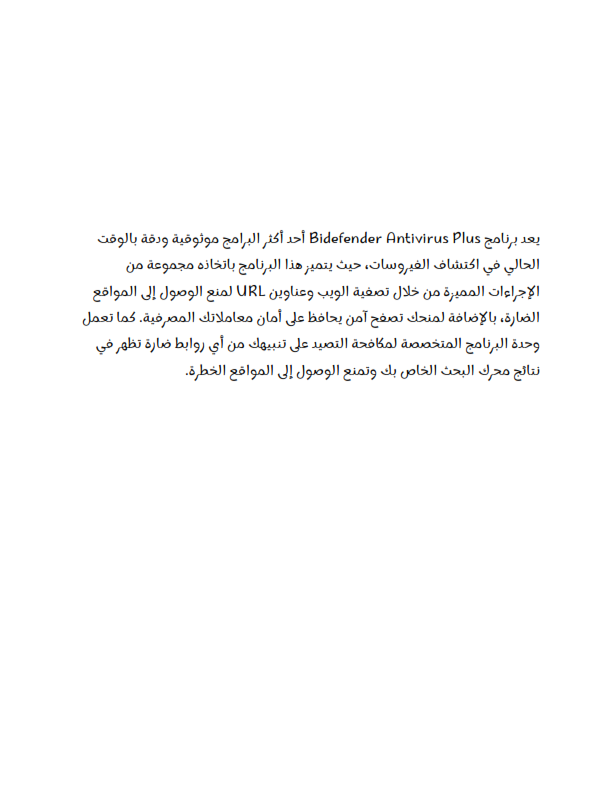 يعد برنامج Bidefender Antivirus Plus أحد أكثر البرامج موثوقية ودقة بالوقت
الحالي في اكتشاف الفيروسات، حيث يتميز هذا البرنامج باتخاذه مجموعة من
الإجراءات المميزة من خلال تصفية الويب وعناوين URL لمنع الوصول إلى المواقع
الضارة، بالإضافة لمنحك تصفح آمن يحافظ على أمان معاملاتك المصرفية. كما تعمل
وحدة البرنامج المتخصصة لمكافحة التصيد على تنبيهك من أي روابط ضارة تظهر في
نتائج محرك البحث الخاص بك وتمنع الوصول إلى المواقع الخطرة.